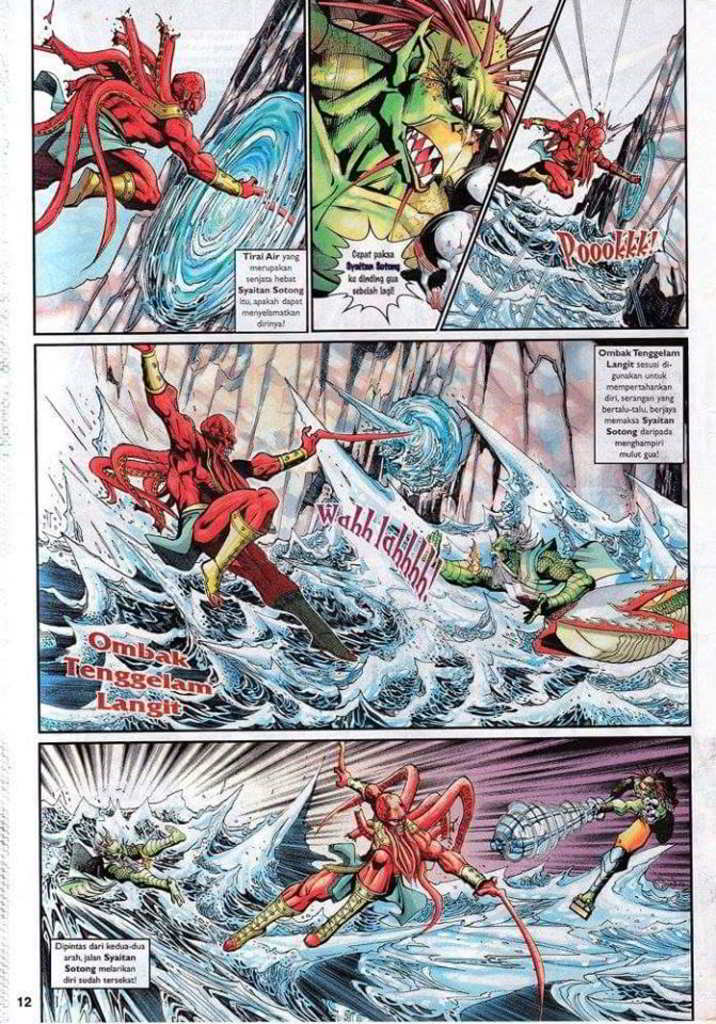 Tirai Air yang
merupakan
senjata hebat
Syaitan Sotong
itu, apakah dapat
menyelamatkan
dirinya!
Cepat paksa
Syaitan Sotong
ke dinding gua
sebelah lagi!
Poookkk!
Ombak Tenggelam
Langit sesuai di-
gunakan untuk
mempertahankan
diri, serangan yang
bertalu-talu, berjaya
memaksa Syaitan
Sotong daripada
menghampiri
mulut gua!
Wahh lahhhh!
Ombak
Tenggelam
Langit
Dipintas dari kedua-dua
arah, jalan Syaitan
Sotong melarikan
diri sudah tersekat!
12